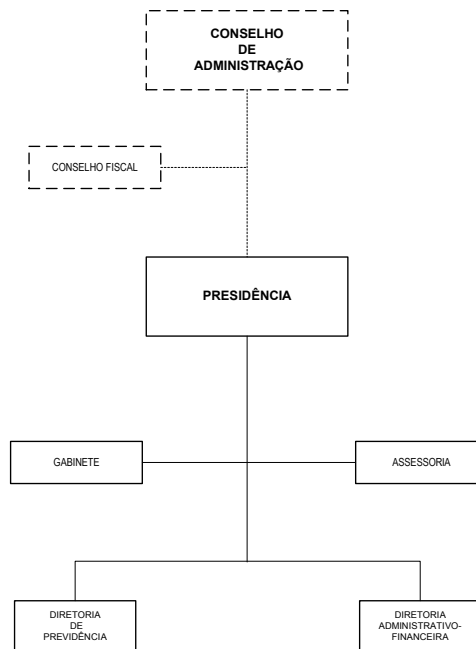 CONSELHO
DE
ADMINISTRAÇÃO
CONSELHO FISCAL
PRESIDÊNCIA
GABINETE
ASSESSORIA
DIRETORIA
DE
PREVIDÊNCIA
DIRETORIA
ADMINISTRATIVO-
FINANCEIRA